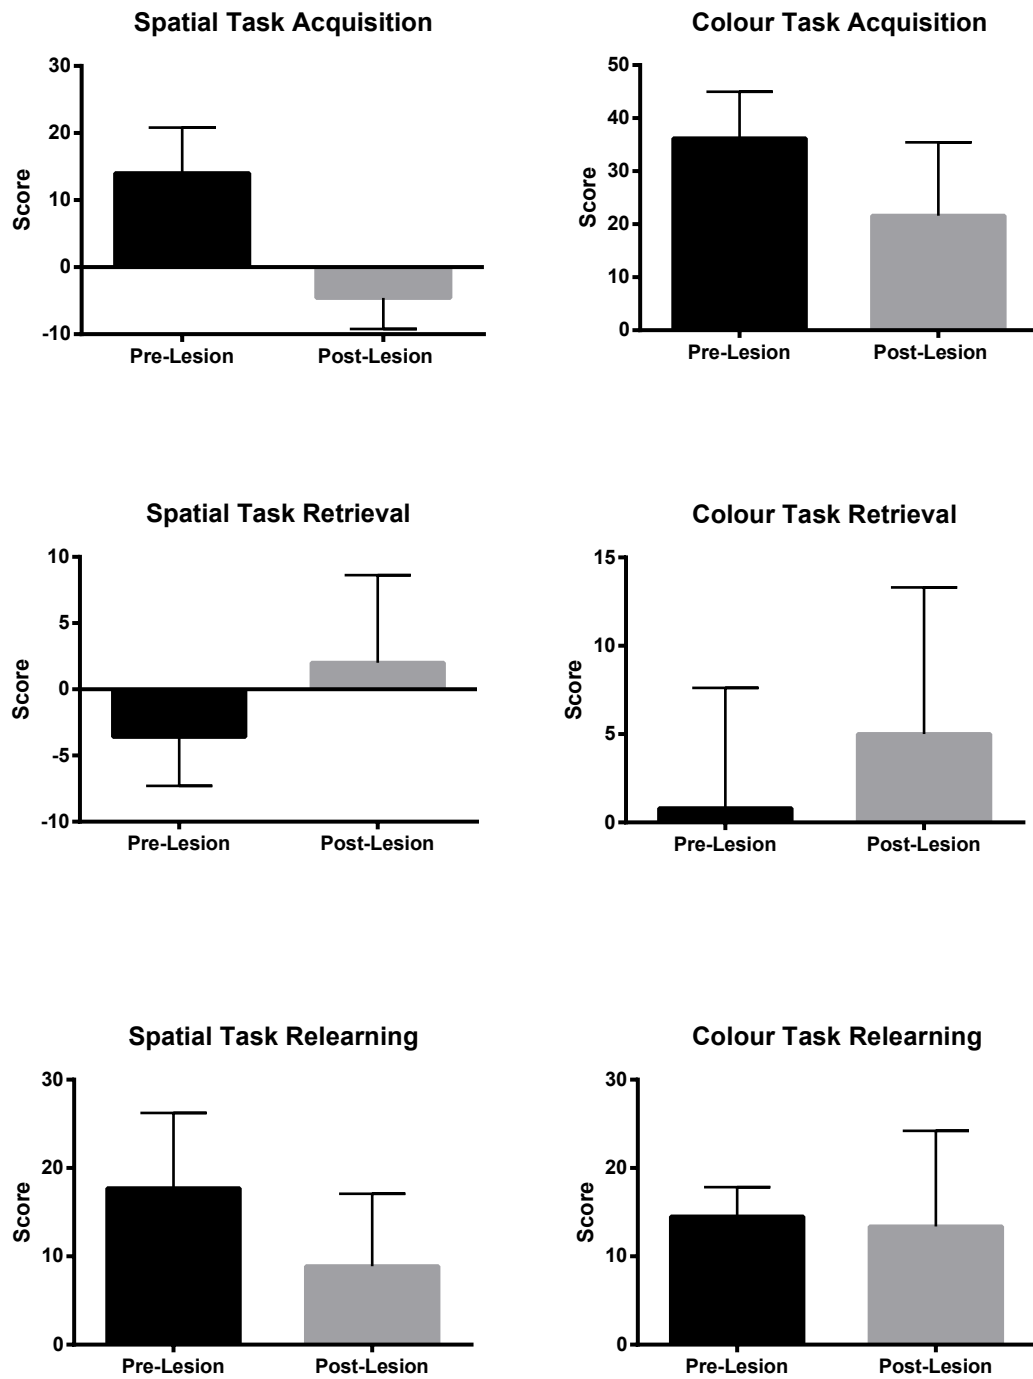 Spatial Task Acquisition
30
20
10
0
-10
Score
Pre-Lesion
Post-Lesion
Colour Task Acquisition
50
40
30
20
10
0
Score
Pre-Lesion
Post-Lesion
Spatial Task Retrieval
10
5
0
-5
-10
Score
Pre-Lesion
Post-Lesion
Colour Task Retrieval
15
10
5
0
Score
Pre-Lesion
Post-Lesion
Spatial Task Relearning
30
20
10
0
Score
Pre-Lesion
Post-Lesion
Colour Task Relearning
30
20
10
0
Score
Pre-Lesion
Post-Lesion